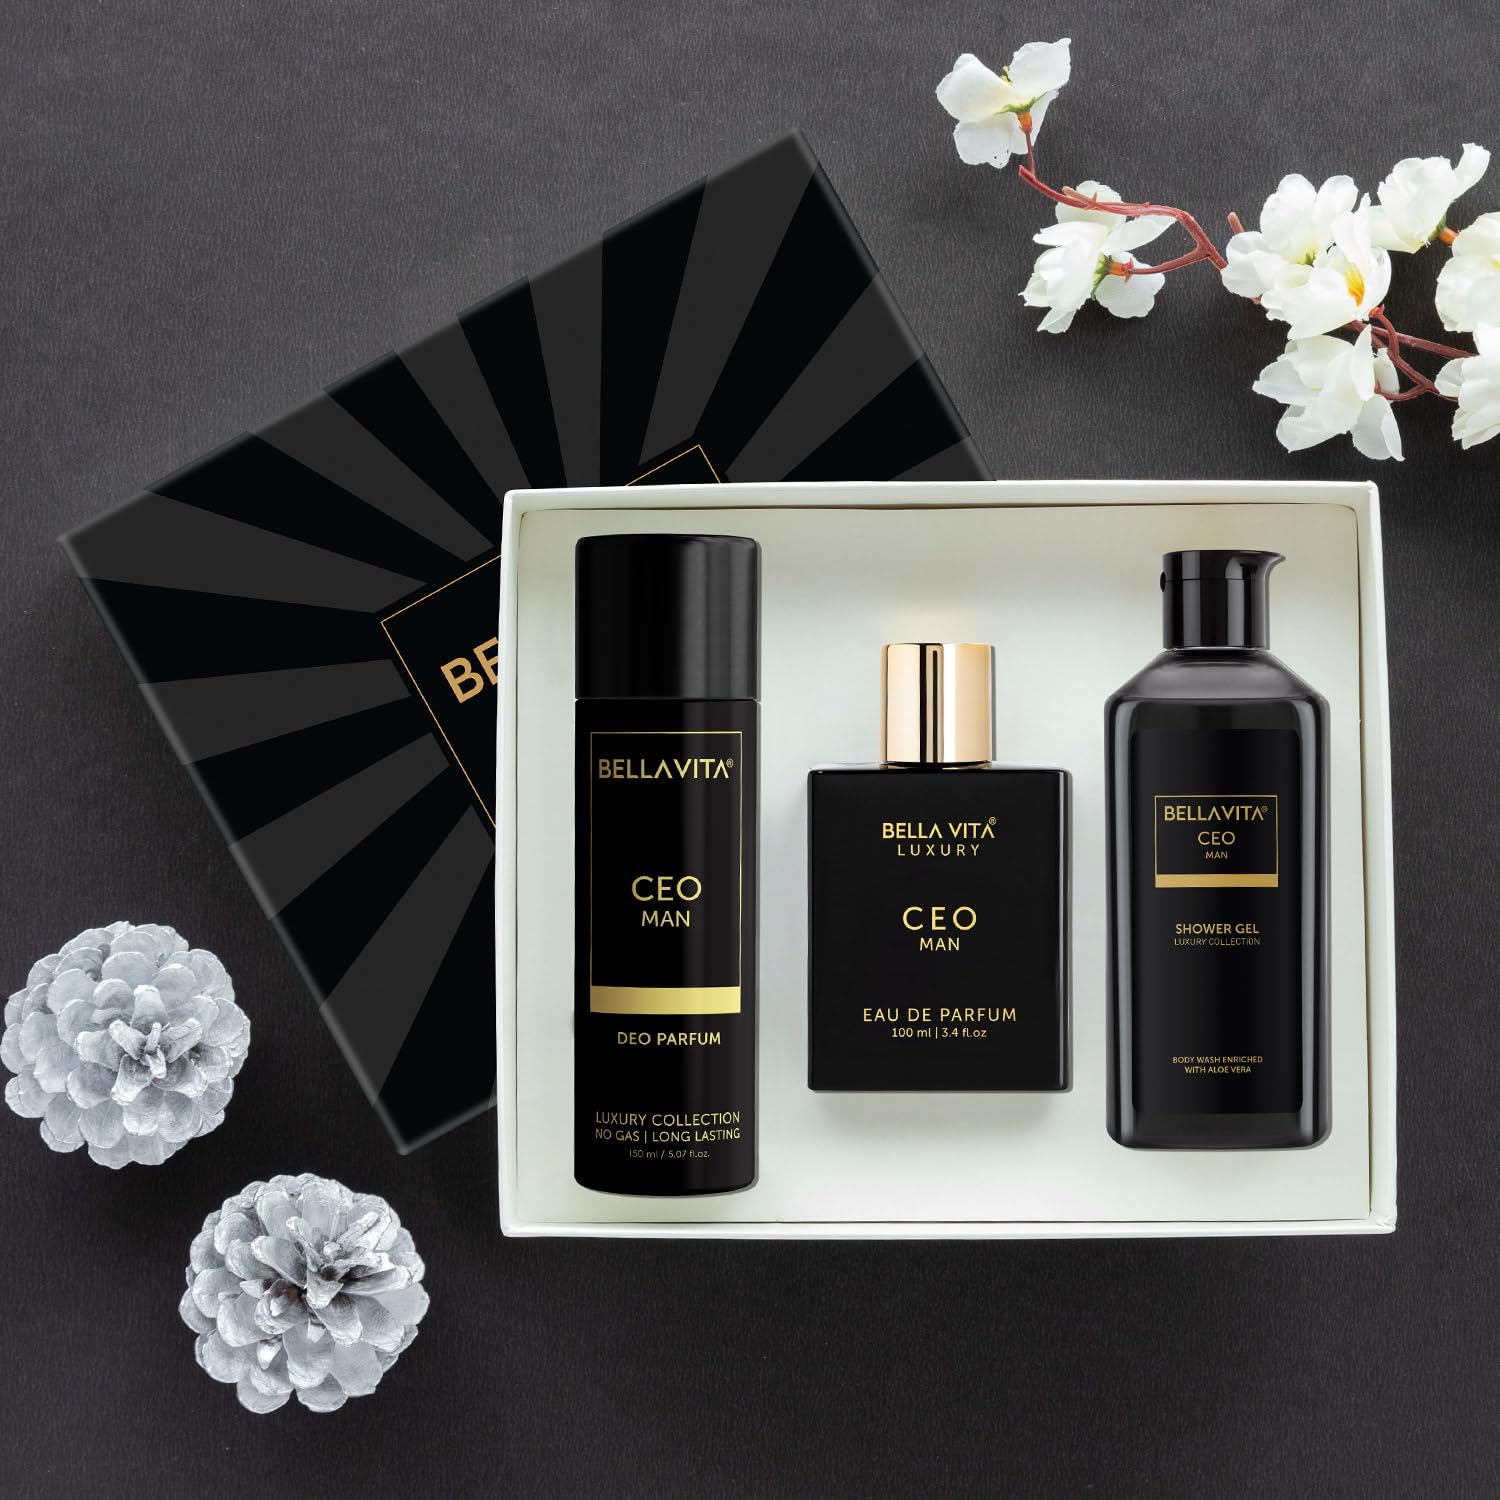 BE
BELLAVITA®
CEO
MAN
DEO PARFUM
LUXURY COLLECTION
NO GAS | LONG LASTING
150 ml / 5.07 fl.oz.
BELLA VITA®
LUXURY
CEO
MAN
EAU DE PARFUM
100 ml | 3.4 fl.oz
BELLAVITA®
CEO
MAN
SHOWER GEL
LUXURY COLLECTION
BODY WASH ENRICHED
WITH ALOE VERA